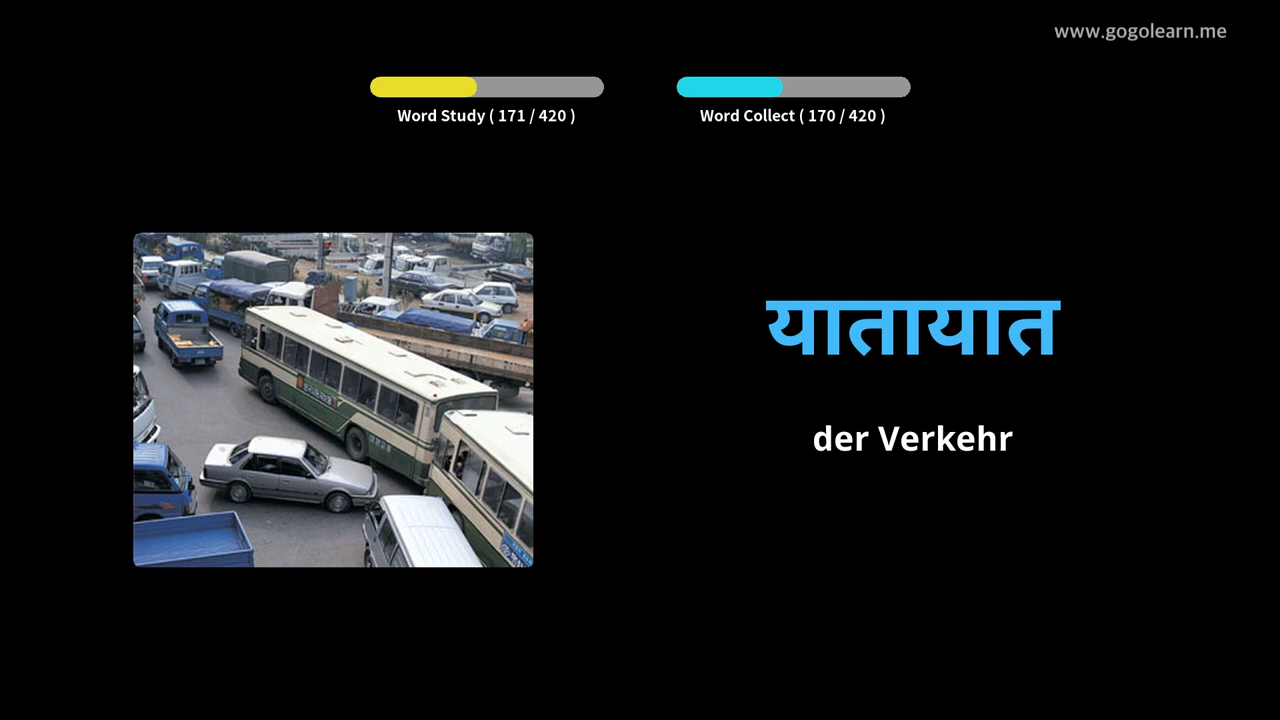 www.gogolearn.me
Word Study ( 171 / 420 )
Word Collect ( 170 / 420 )
यातायात
der Verkehr